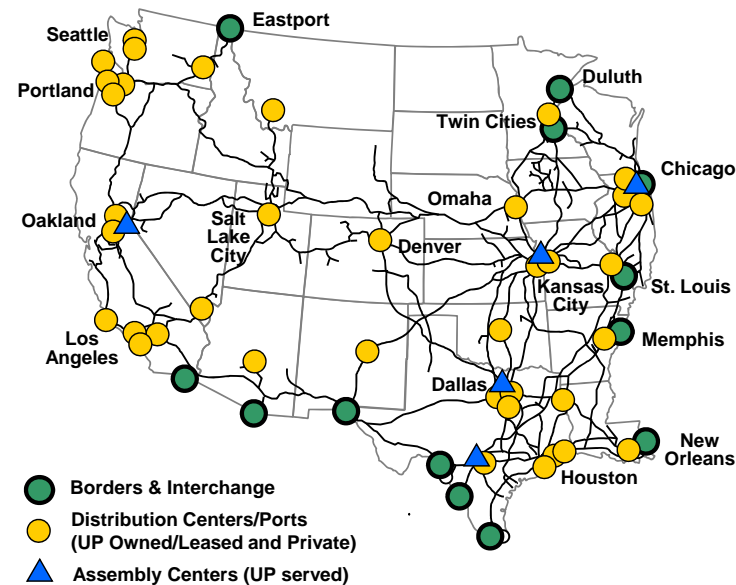 Eastport
Seattle
Duluth
Portland
Twin Cities
Chicago
Omaha
Oakland
Salt
Lake
City
Denver
Kansas
City
St. Louis
Los
Angeles
Memphis
Dallas
New
Orleans
Houston
Borders & Interchange
Distribution Centers/Ports
(UP Owned/Leased and Private)
Assembly Centers (UP served)